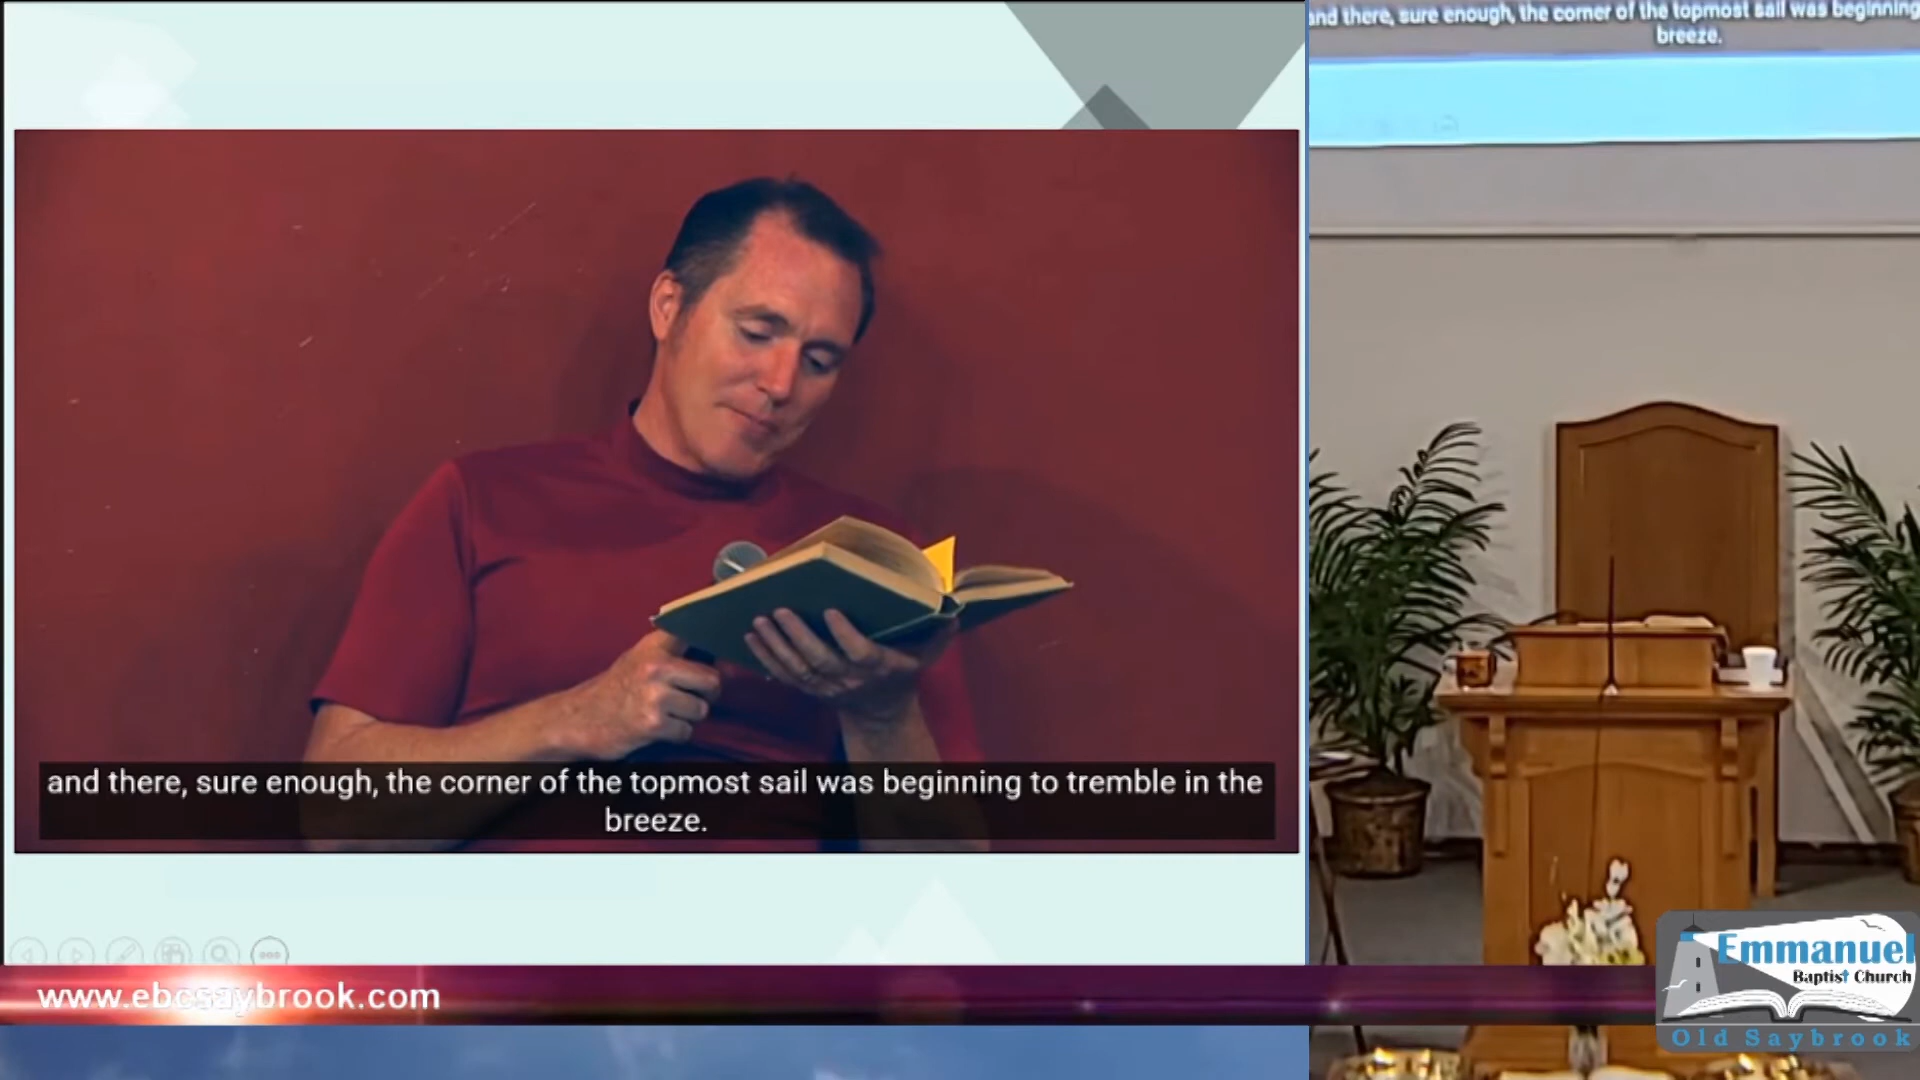 and there, sure enough, the corner of the topmost sail was beginning
breeze.
and there, sure enough, the corner of the topmost sail was beginning to tremble in the
breeze.
www.ebcsaybrook.com
Emmanuel
Baptist Church
Old Saybrook